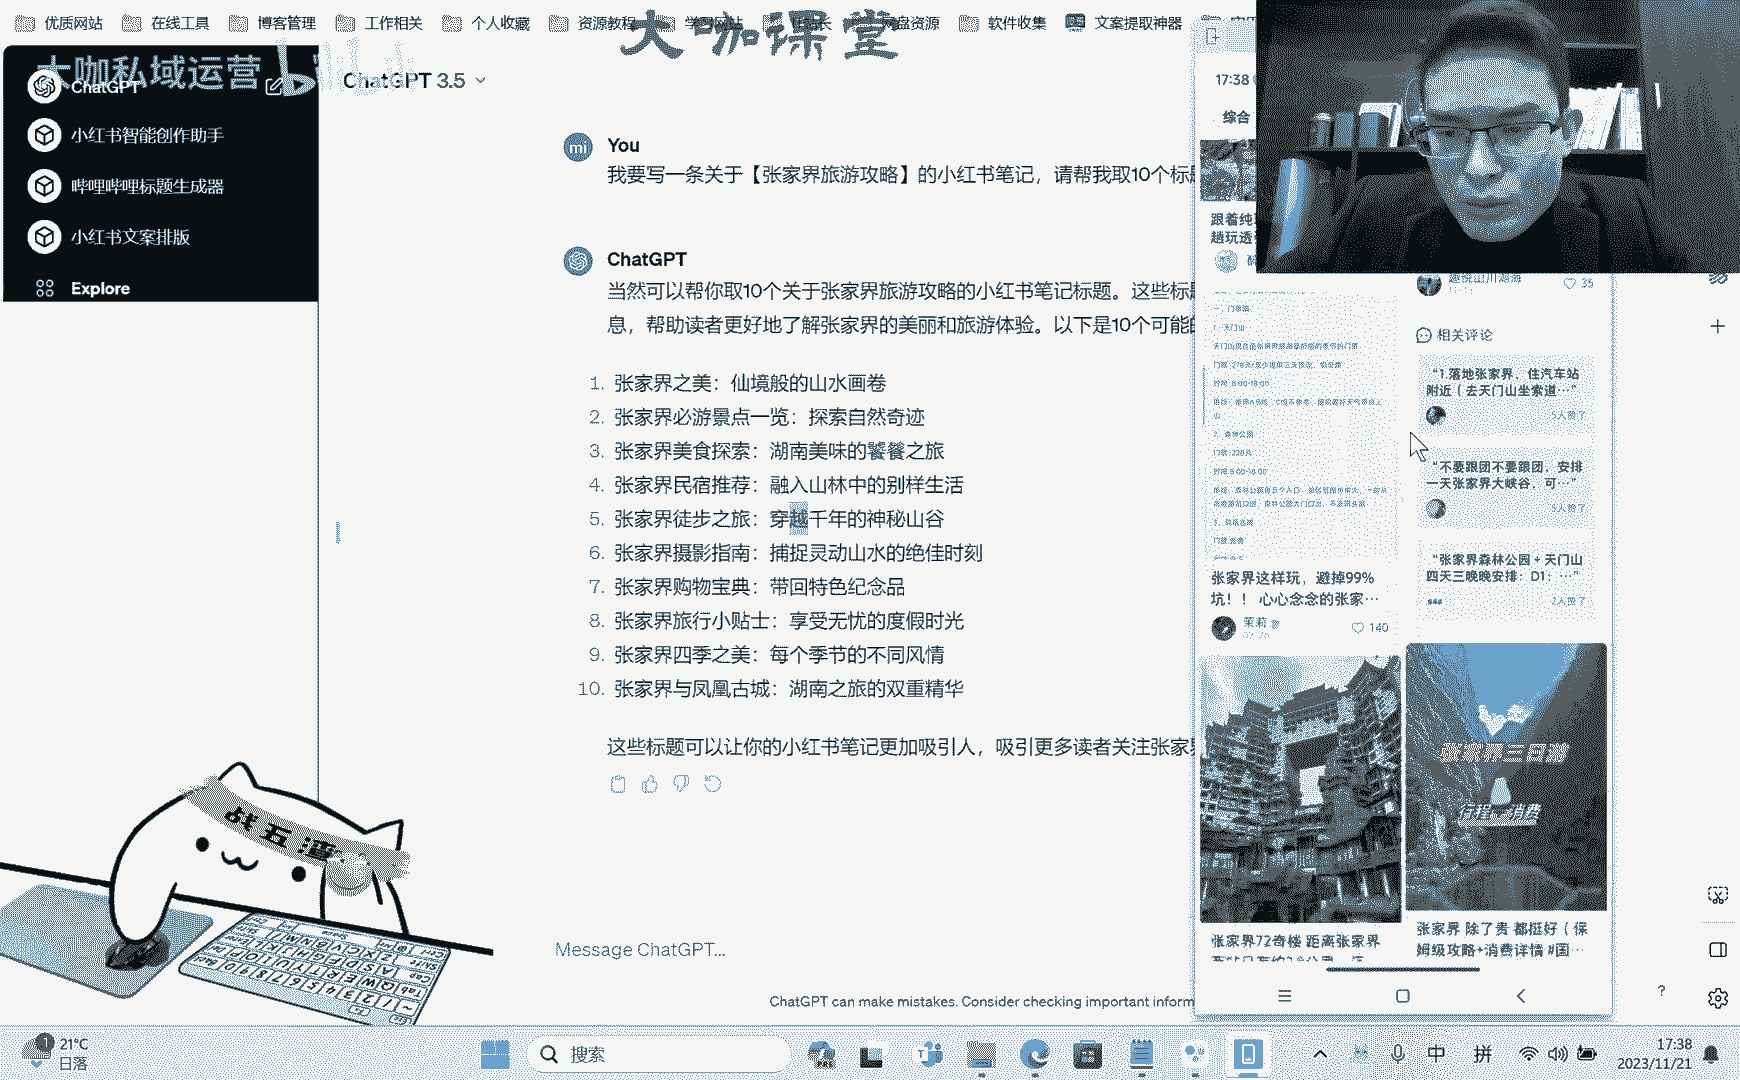 优质网站
在线工具
博客管理
工作相关
个人收藏
资源教程
软件收集
文案提取神器
大咖课堂
大咖私域运营
ChatGPT
小红书智能创作助手
哔哩哔哩标题生成器
小红书文案排版
Explore
ChatGPT 3.5
You
我要写一条关于【张家界旅游攻略】的小红书笔记，请帮我取10个标
ChatGPT
当然可以帮你取10个关于张家界旅游攻略的小红书笔记标题。这些标
息，帮助读者更好地了解张家界的美丽和旅游体验。以下是10个可能
1. 张家界之美：仙境般的山水画卷
2. 张家界必游景点一览：探索自然奇迹
3. 张家界美食探索：湖南美味的饕餮之旅
4. 张家界民宿推荐：融入山林中的别样生活
5. 张家界徒步之旅：穿越千年的神秘山谷
6. 张家界摄影指南：捕捉灵动山水的绝佳时刻
7. 张家界购物宝典：带回特色纪念品
8. 张家界旅行小贴士：享受无忧的度假时光
9. 张家界四季之美：每个季节的不同风情
10. 张家界与凤凰古城：湖南之旅的双重精华
这些标题可以让你的小红书笔记更加吸引人，吸引更多读者关注张家
Message ChatGPT...
ChatGPT can make mistakes. Consider checking important inform
17:38
综合
跟着纯
趟玩透
35
相关评论
“1.落地张家界，住汽车站
附近（去天门山坐索道…”
5人赞了
“不要跟团不要跟团，安排
一天张家界大峡谷，可…”
5人赞了
“张家界森林公园+天门山
四天三晚晚安排：D1：…”
2人赞了
张家界这样玩，避掉99%
坑！！ 心心念念的张家…
茉莉
140
张家界三日游
行程+消费
张家界72奇楼 距离张家界
张家界 除了贵 都挺好（保
姆级攻略+消费详情 #国…
战五渣
21°C
日落
搜索
中
拼
17:38
2023/11/21